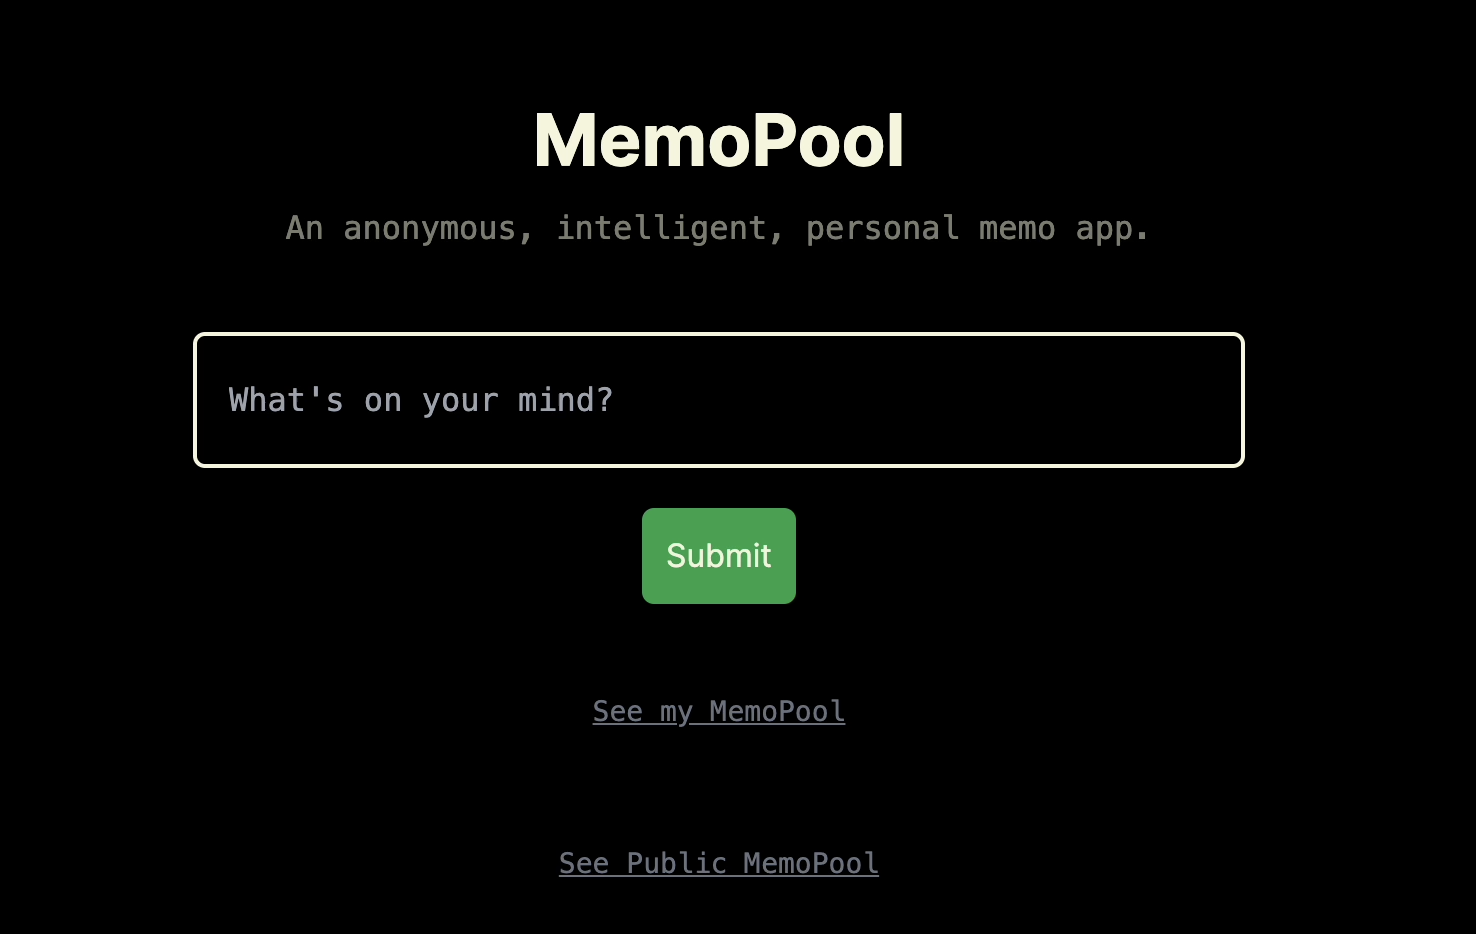 MemoPool
An anonymous, intelligent, personal memo app.
What's on your mind?
Submit
See my MemoPool
See Public MemoPool